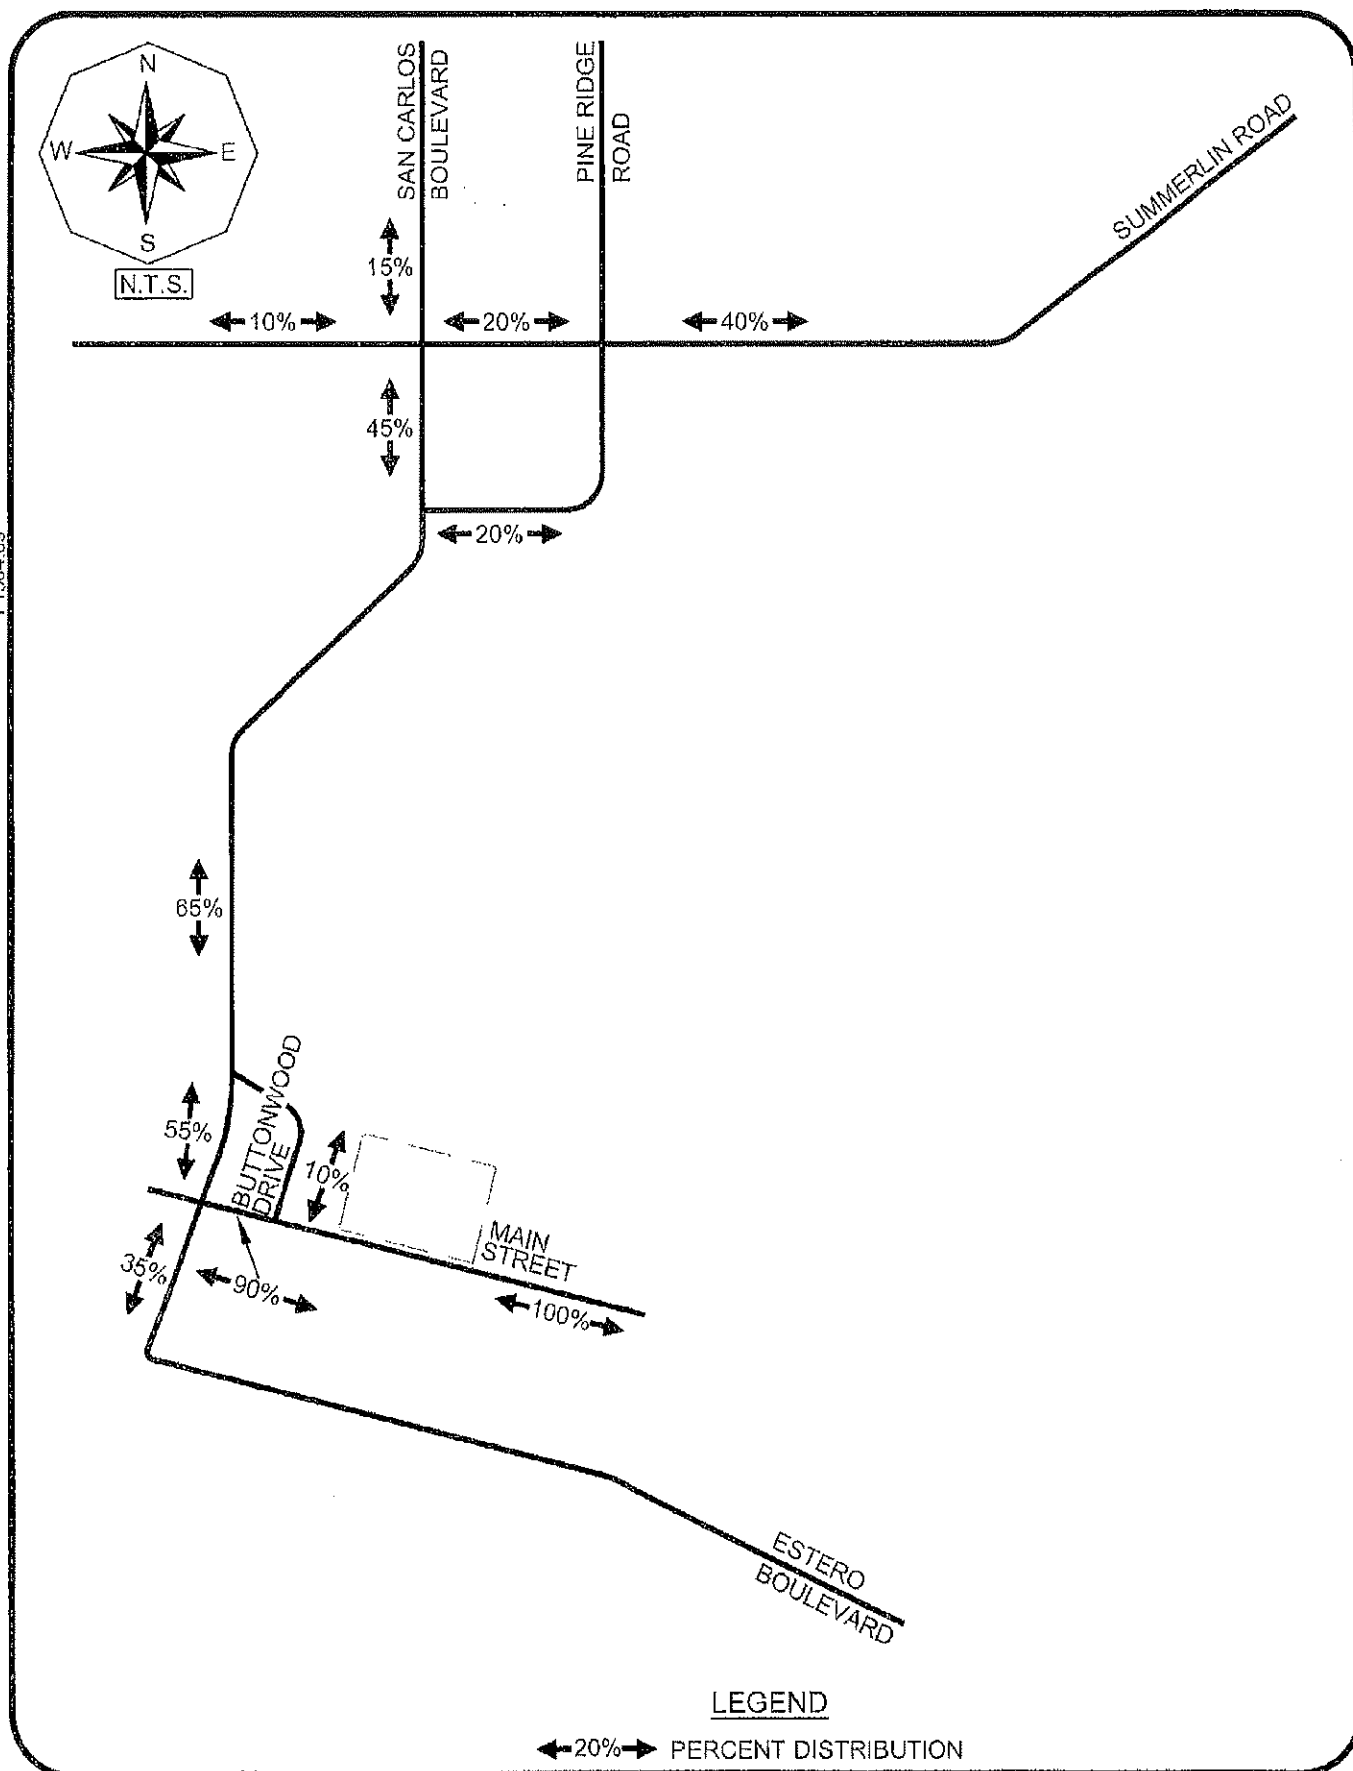 N
W E
S
N.T.S.
SAN CARLOS
BOULEVARD
PINE RIDGE
ROAD
SUMMERLIN ROAD
15%
10%
20%
40%
45%
20%
65%
55%
BUTTONWOOD
DRIVE
10%
MAIN
STREET
35%
90%
100%
ESTERO
BOULEVARD
LEGEND
20% PERCENT DISTRIBUTION